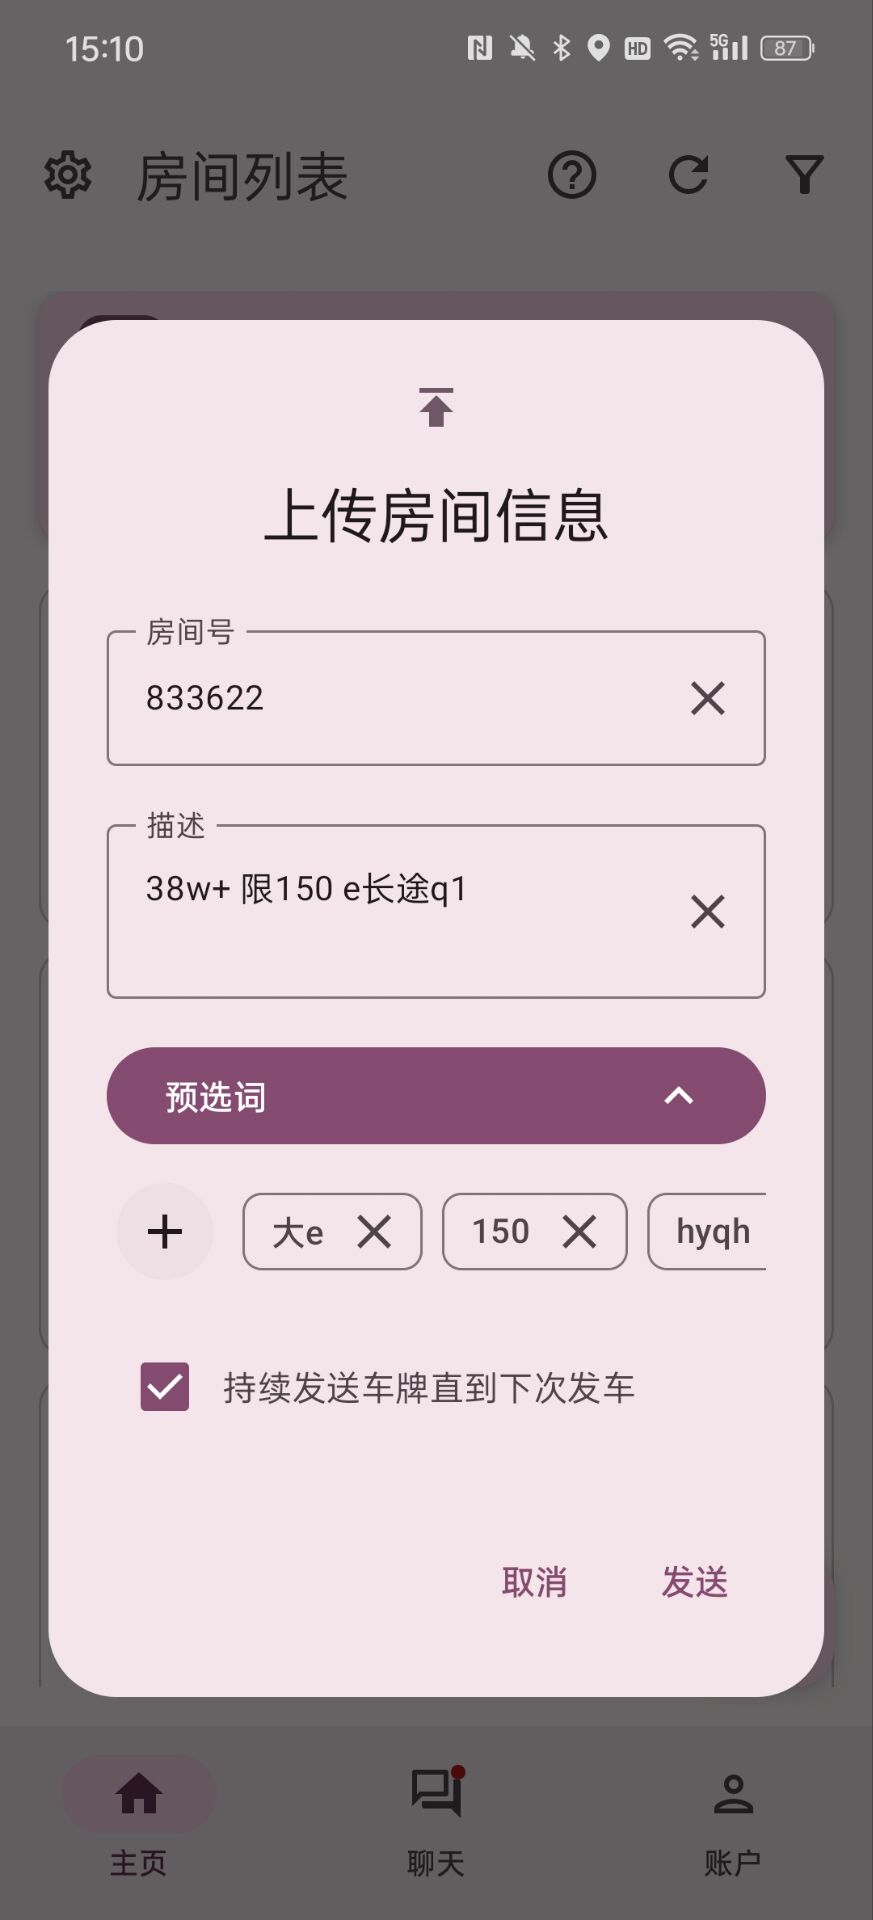 15:10
HD
5G
87
房间列表
上传房间信息
房间号
833622
描述
38w+ 限150 e长途q1
预选词
大e
150
hyqh
持续发送车牌直到下次发车
取消
发送
主页
聊天
账户